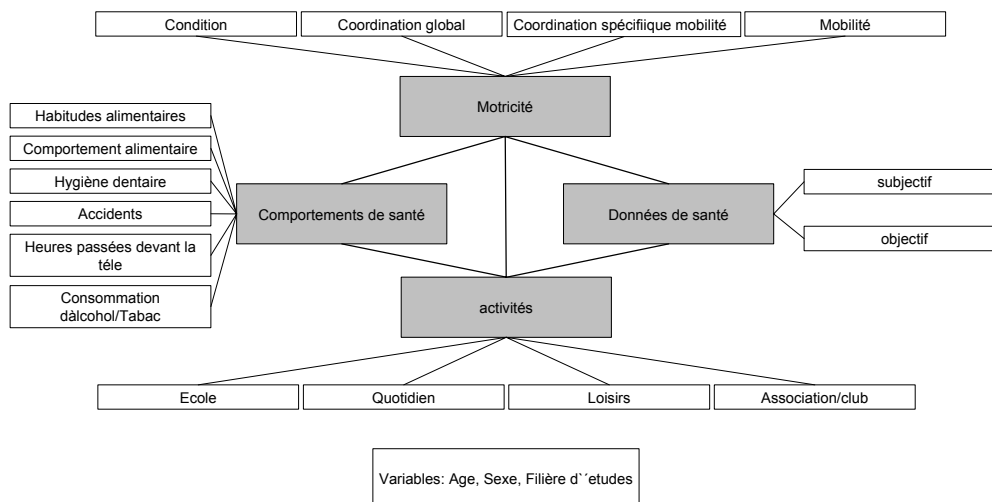 Condition
Coordination global
Coordination spécifiique mobilité
Mobilité
Motricité
Habitudes alimentaires
Comportement alimentaire
Hygiène dentaire
Accidents
Heures passées devant la
téle
Consommation
dàlcohol/Tabac
Comportements de santé
Données de santé
subjectif
objectif
activités
Ecole
Quotidien
Loisirs
Association/club
Variables: Age, Sexe, Filière d``etudes